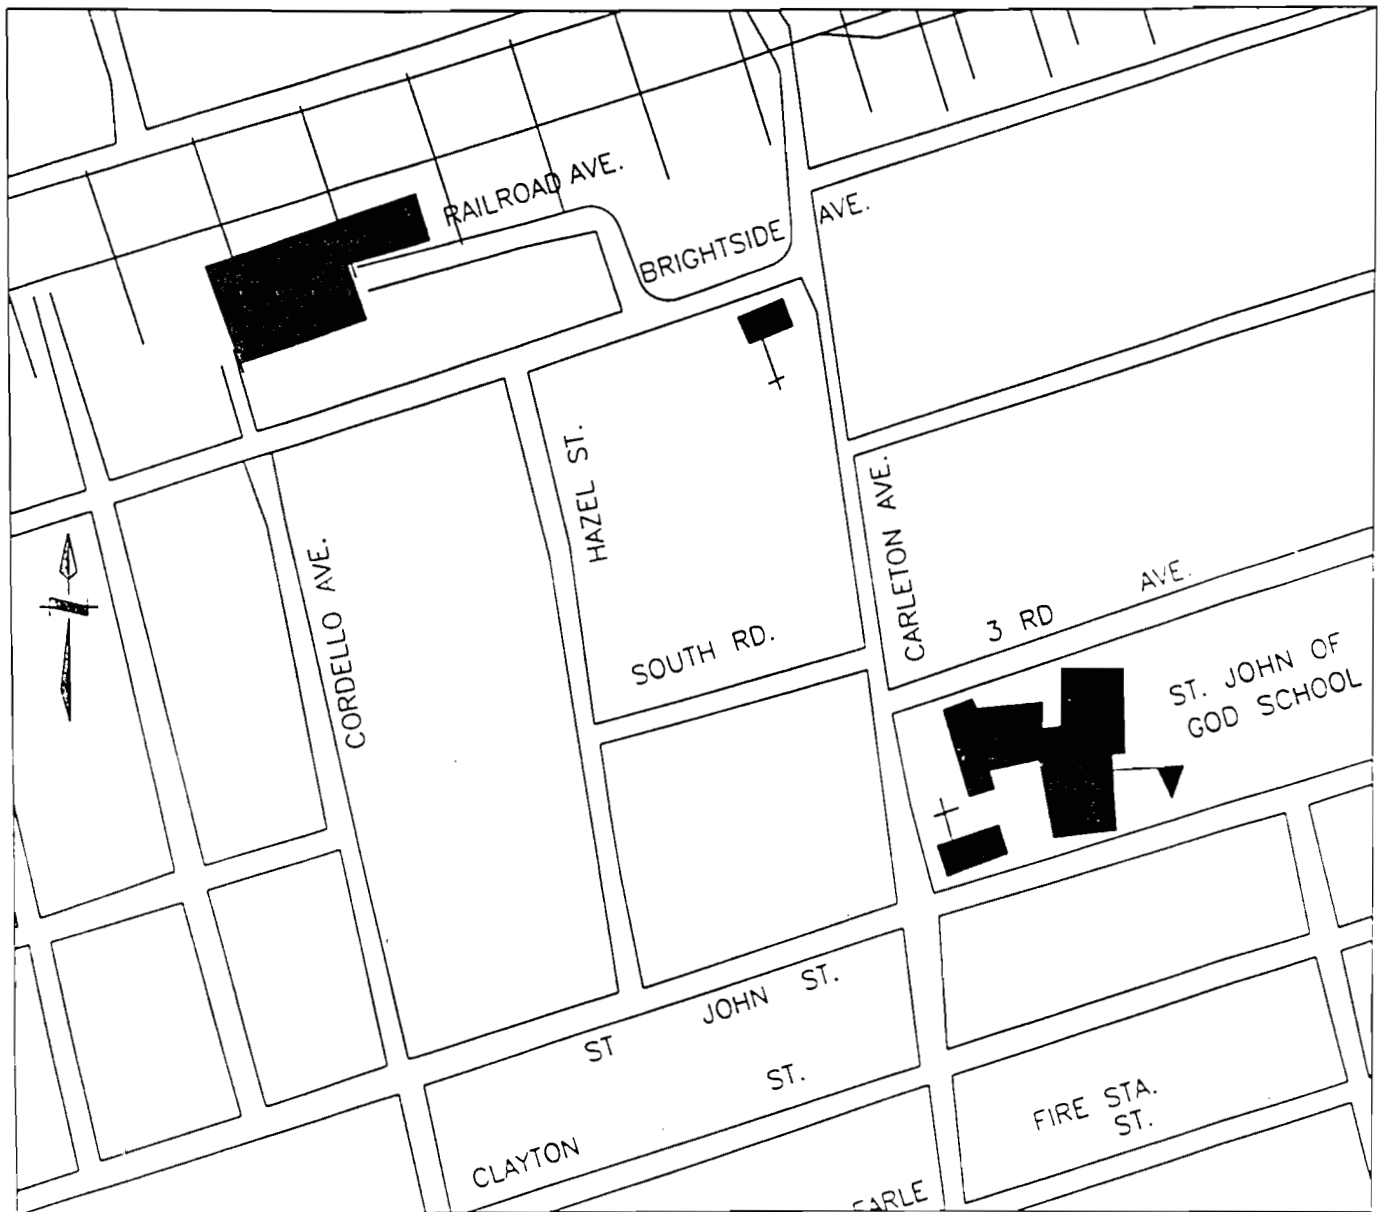 RAILROAD AVE.
BRIGHTSIDE AVE.
HAZEL ST.
CARLETON AVE.
CORDELLO AVE.
3 RD AVE.
SOUTH RD.
ST. JOHN OF
GOD SCHOOL
ST JOHN ST.
CLAYTON ST.
FIRE STA.
ST.
EARLE